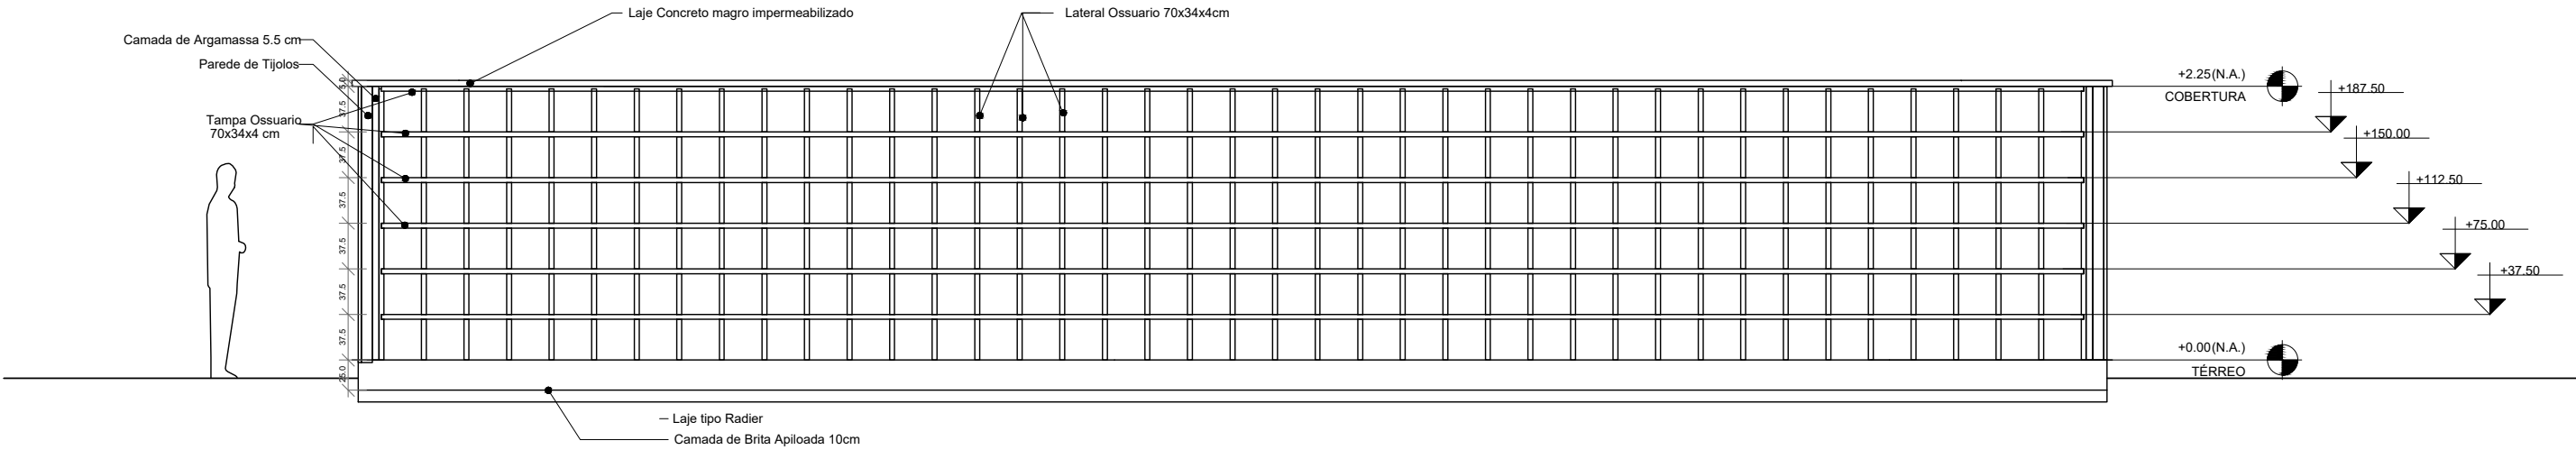 Laje Concreto magro impermeabilizado
Lateral Ossuario 70x34x4cm
Camada de Argamassa 5.5 cm
Parede de Tijolos
Tampa Ossuario
70x34x4 cm
5.0
37.5
37.5
37.5
37.5
37.5
37.5
25.0
+2.25(N.A.)
COBERTURA
+187.50
+150.00
+112.50
+75.00
+37.50
+0.00(N.A.)
TÉRREO
Laje tipo Radier
Camada de Brita Apiloada 10cm